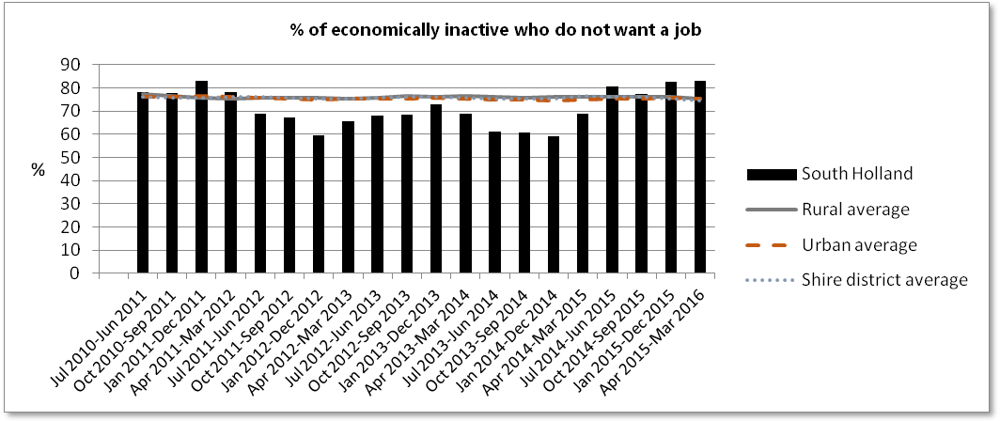 % of economically inactive who do not want a job
90
80
70
60
50
40
30
20
10
0
%
Jul 2010-Jun 2011
Oct 2010-Sep 2011
Jan 2011-Dec 2011
Apr 2011-Mar 2012
Jul 2011-Jun 2012
Oct 2011-Sep 2012
Jan 2012-Dec 2012
Apr 2012-Mar 2013
Jul 2012-Jun 2013
Oct 2012-Sep 2013
Jan 2013-Dec 2013
Apr 2013-Mar 2014
Jul 2013-Jun 2014
Oct 2013-Sep 2014
Jan 2014-Dec 2014
Apr 2014-Mar 2015
Jul 2014-Jun 2015
Oct 2014-Sep 2015
Jan 2015-Dec 2015
Apr 2015-Mar 2016
South Holland
Rural average
Urban average
Shire district average